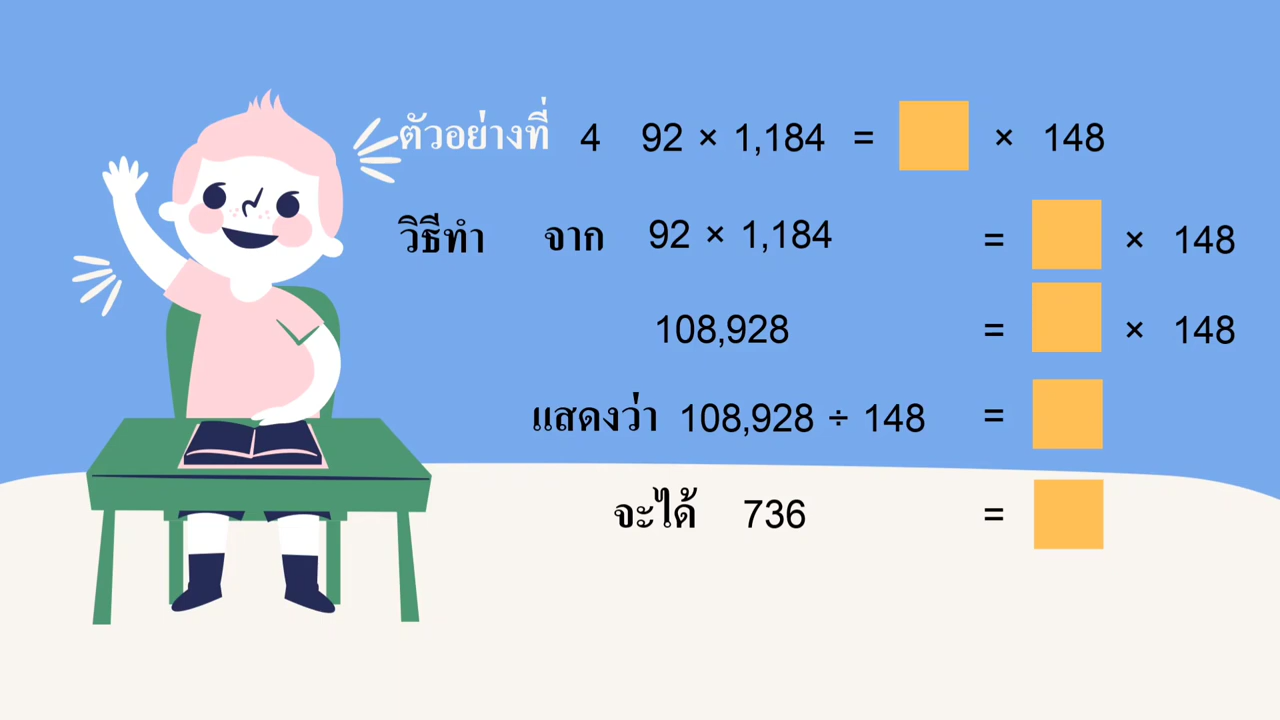 ตัวอย่างที่ 4 92 × 1,184 = × 148
วิธีทำ จาก 92 × 1,184 = × 148
108,928 = × 148
แสดงว่า 108,928 ÷ 148 =
จะได้ 736 =